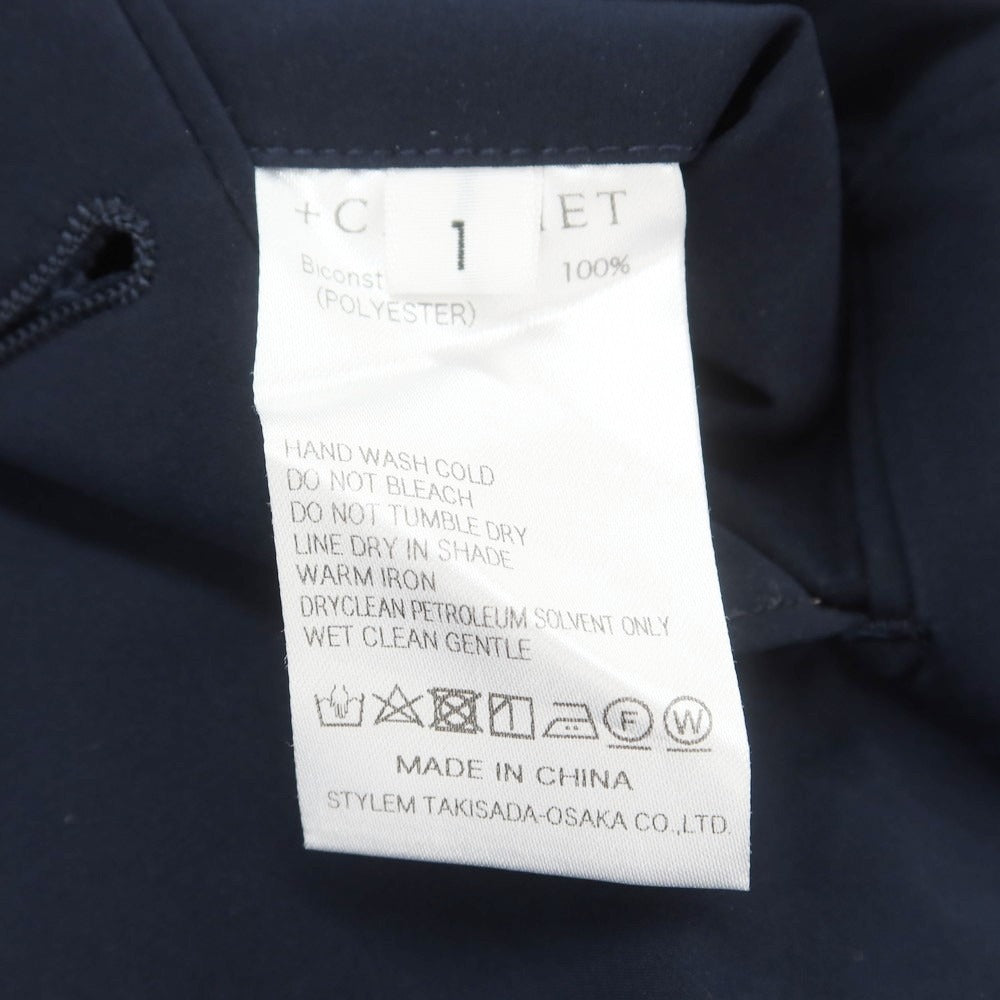 +C
ET
1
100%
(POLYESTER)
HAND WASH COLD
DO NOT BLEACH
DO NOT TUMBLE DRY
LINE DRY IN SHADE
WARM IRON
DRYCLEAN PETROLEUM SOLVENT ONLY
WET CLEAN GENTLE
F W
MADE IN CHINA
STYLEM TAKISADA-OSAKA CO.,LTD.